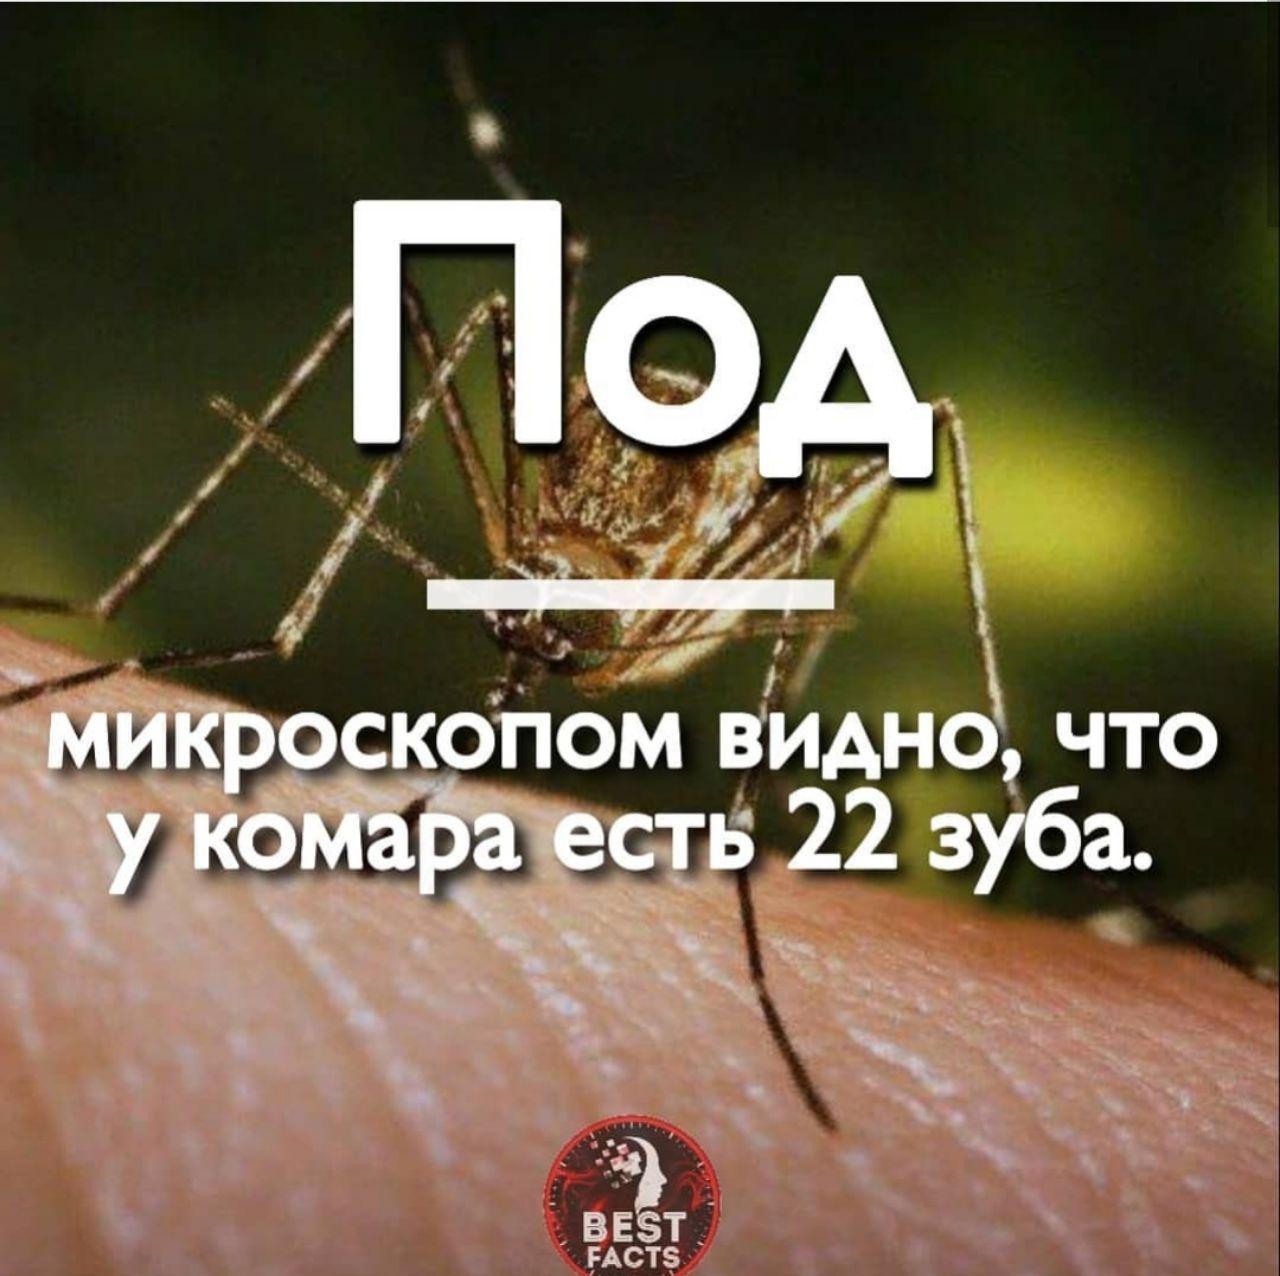 Под
микроскопом видно, что
у комара есть 22 зуба.
BEST
FACTS